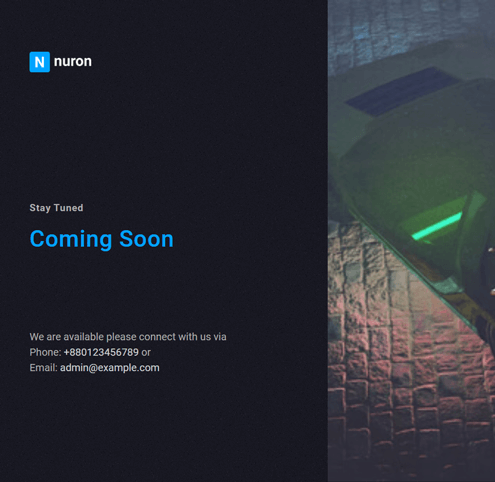 N nuron
Stay Tuned
Coming Soon
We are available please connect with us via
Phone: +880123456789 or
Email: admin@example.com